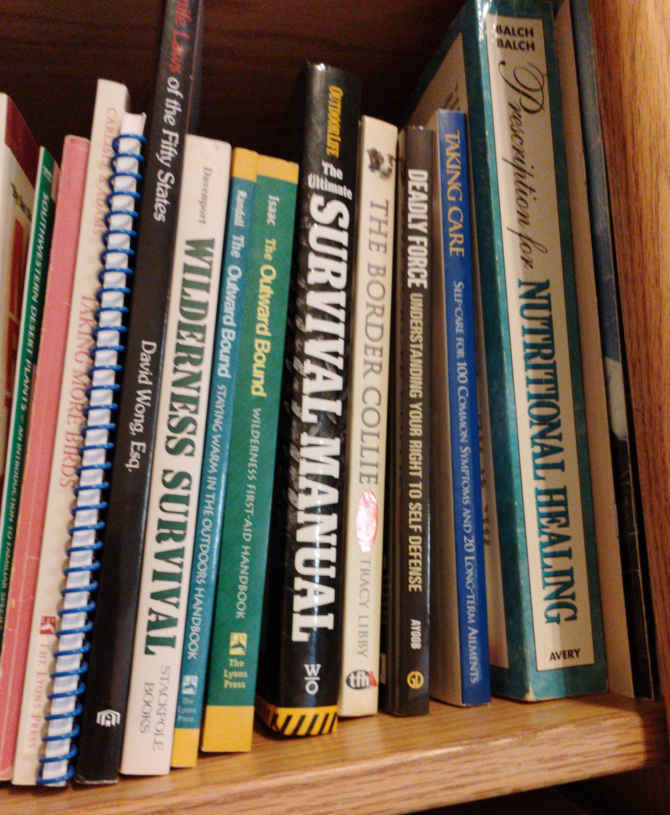 SOUTHWESTERN DESERT PLANTS
TAKING MORE BIRDS
THE LYONS PRESS
Laws of the Fifty States
David Wong, Esq.
Davenport
WILDERNESS SURVIVAL
STACKPOLE
BOOKS
Randall
The Outward Bound
STAYING WARM IN THE OUTDOORS HANDBOOK
The
Lyons
Press
Isaac
The Outward Bound
WILDERNESS FIRST-AID HANDBOOK
The
Lyons
Press
OUTDOOR LIFE
The
Ultimate
SURVIVAL MANUAL
W|O
THE BORDER COLLIE
TRACY LIBBY
tfh
DEADLY FORCE
UNDERSTANDING YOUR RIGHT TO SELF DEFENSE
AYOOB
TAKING CARE
SELF-CARE FOR 100 COMMON SYMPTOMS AND 20 LONG-TERM AILMENTS
BALCH
BALCH
Prescription for
NUTRITIONAL HEALING
AVERY